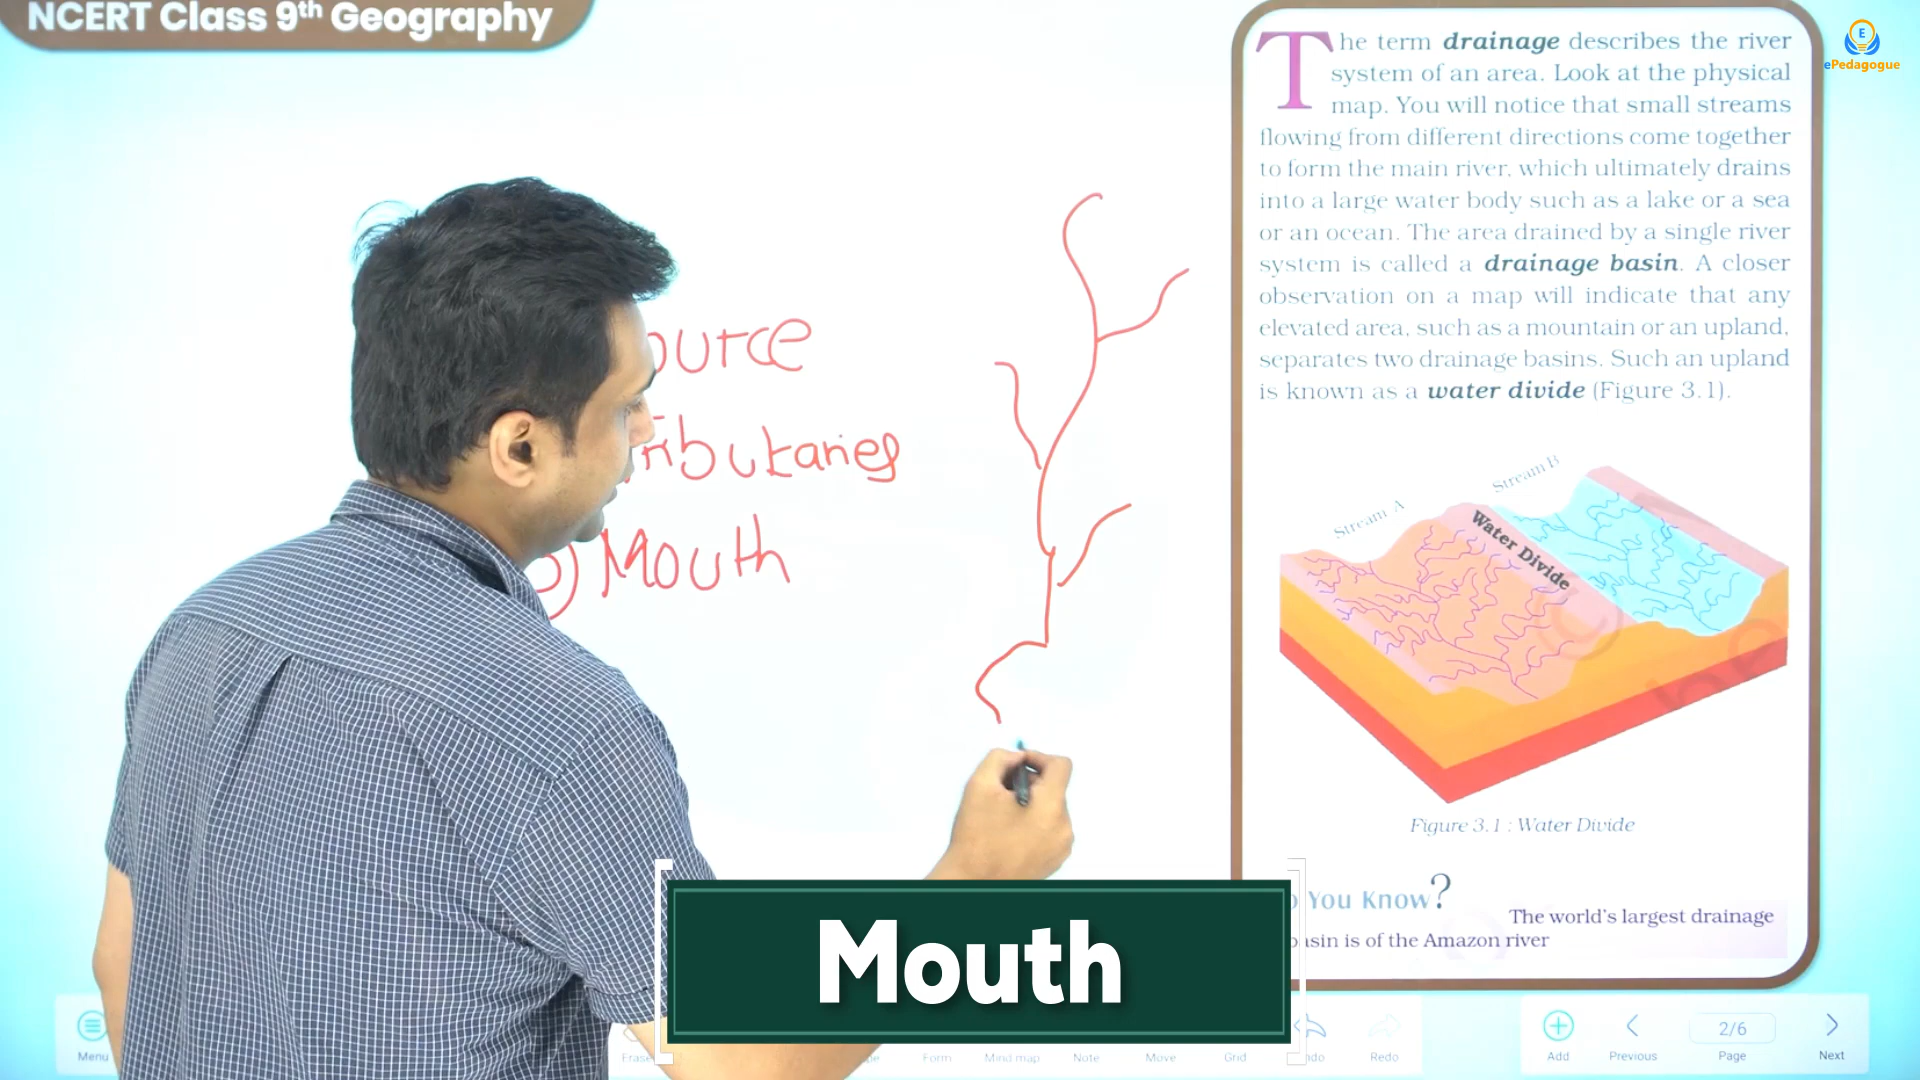 NCERT Class 9th Geography
E
ePedagogue
The term drainage describes the river
system of an area. Look at the physical
map. You will notice that small streams
flowing from different directions come together
to form the main river, which ultimately drains
into a large water body such as a lake or a sea
or an ocean. The area drained by a single river
system is called a drainage basin. A closer
observation on a map will indicate that any
elevated area, such as a mountain or an upland,
separates two drainage basins. Such an upland
is known as a water divide (Figure 3.1).
ource
ributaries
Mouth
Stream A
Stream B
Water Divide
Figure 3.1 : Water Divide
You Know?
The world's largest drainage
asin is of the Amazon river
Mouth
Menu
Erase
Form
Mind map
Note
Move
Grid
ndo
Redo
Add
Previous
2/6
Page
Next